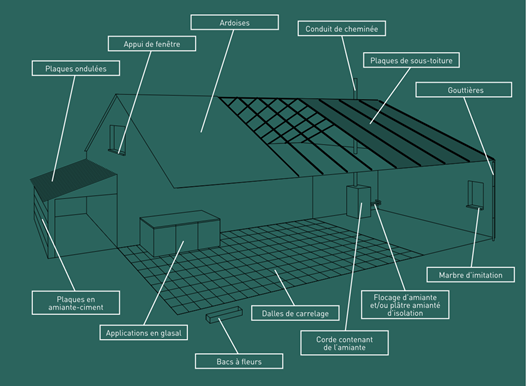 Ardoises
Conduit de cheminée
Appui de fenêtre
Plaques de sous-toiture
Plaques ondulées
Gouttières
Marbre d'imitation
Plaques en
amiante-ciment
Flocage d'amiante
et/ou plâtre amianté
d'isolation
Dalles de carrelage
Applications en glasal
Corde contenant
de l'amiante
Bacs à fleurs